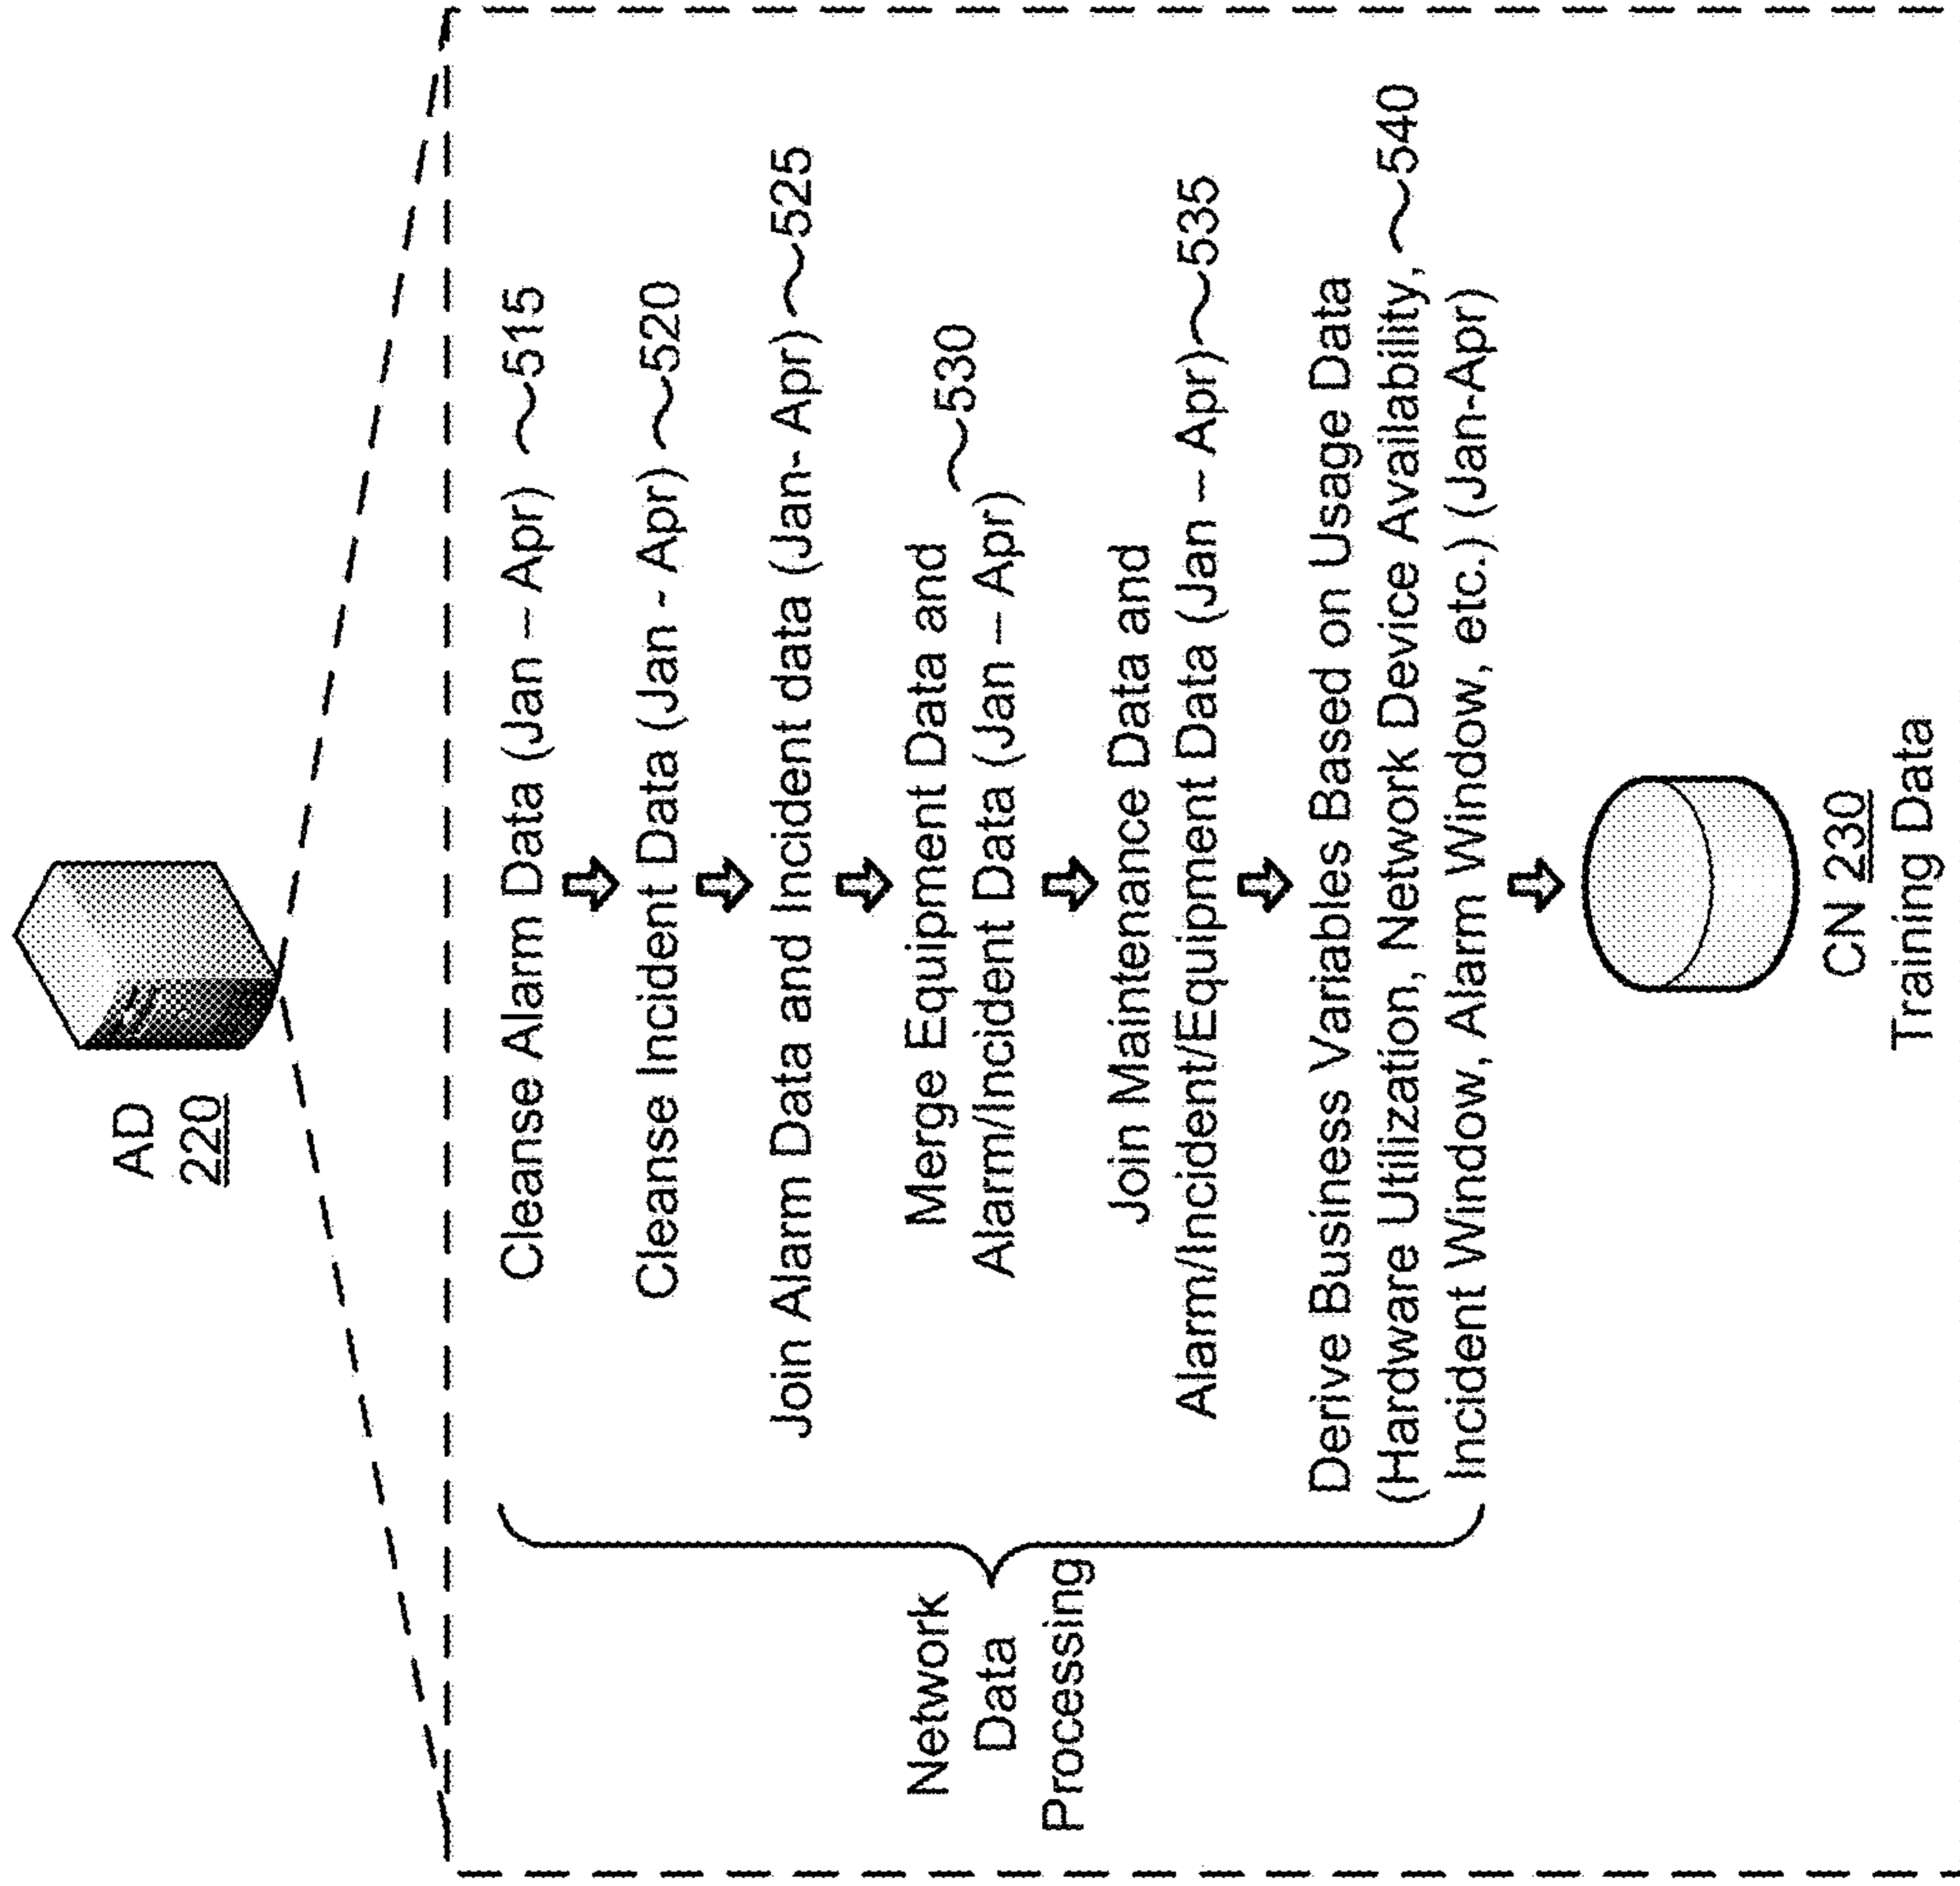 AD
220
Cleanse Alarm Data (Jan – Apr) ~515
Cleanse Incident Data (Jan - Apr) ~520
Join Alarm Data and Incident data (Jan- Apr) ~525
Merge Equipment Data and
Alarm/Incident Data (Jan – Apr) ~530
Join Maintenance Data and
Alarm/Incident/Equipment Data (Jan – Apr) ~535
Derive Business Variables Based on Usage Data
(Hardware Utilization, Network Device Availability, ~540
Incident Window, Alarm Window, etc.) (Jan-Apr)
Network
Data
Processing
CN 230
Training Data